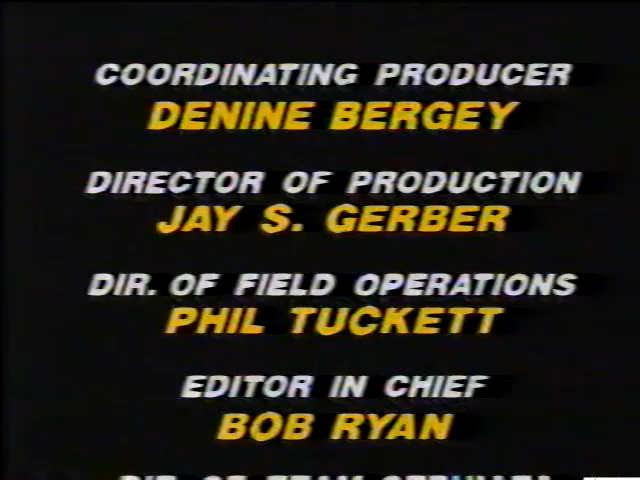 COORDINATING PRODUCER
DENINE BERGEY
DIRECTOR OF PRODUCTION
JAY S. GERBER
DIR. OF FIELD OPERATIONS
PHIL TUCKETT
EDITOR IN CHIEF
BOB RYAN